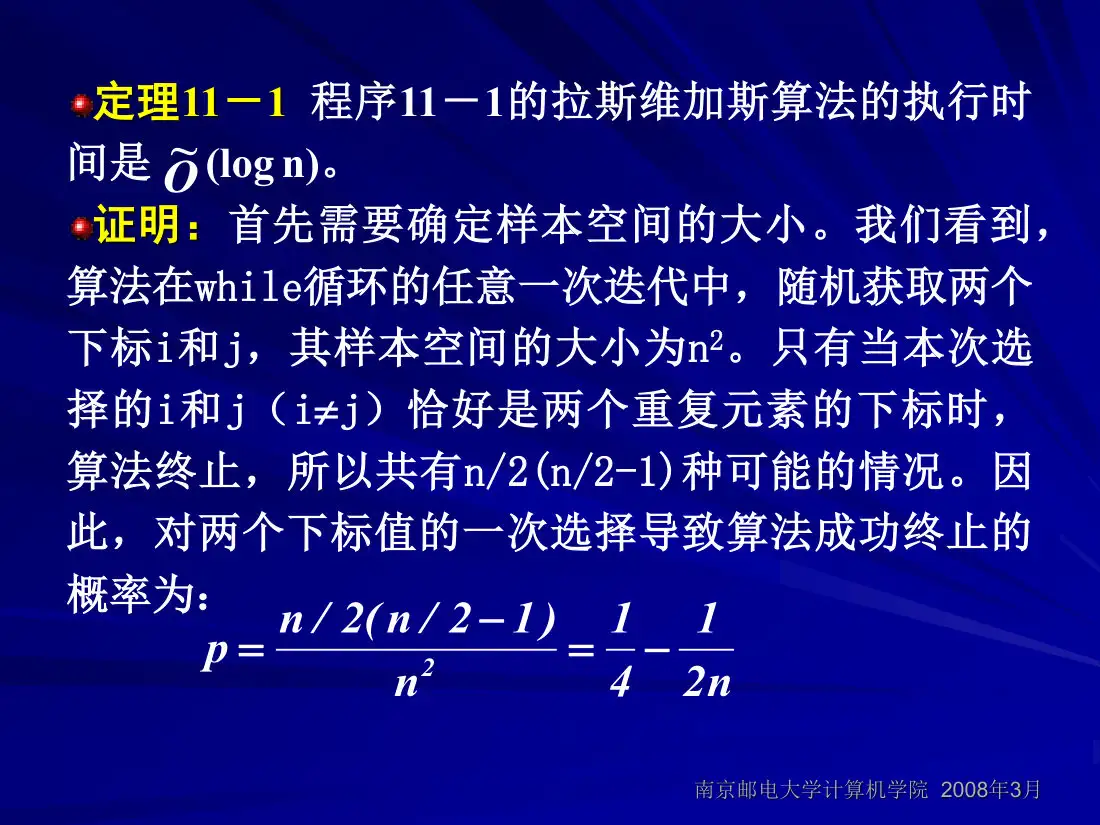 定理11－1 程序11－1的拉斯维加斯算法的执行时
间是 Õ (log n)。
证明：首先需要确定样本空间的大小。我们看到，
算法在while循环的任意一次迭代中，随机获取两个
下标i和j，其样本空间的大小为n²。只有当本次选
择的i和j（i≠j）恰好是两个重复元素的下标时，
算法终止，所以共有n/2(n/2-1)种可能的情况。因
此，对两个下标值的一次选择导致算法成功终止的
概率为：
p = n / 2( n / 2 − 1 ) / n² = 1/4 − 1/2n
南京邮电大学计算机学院 2008年3月